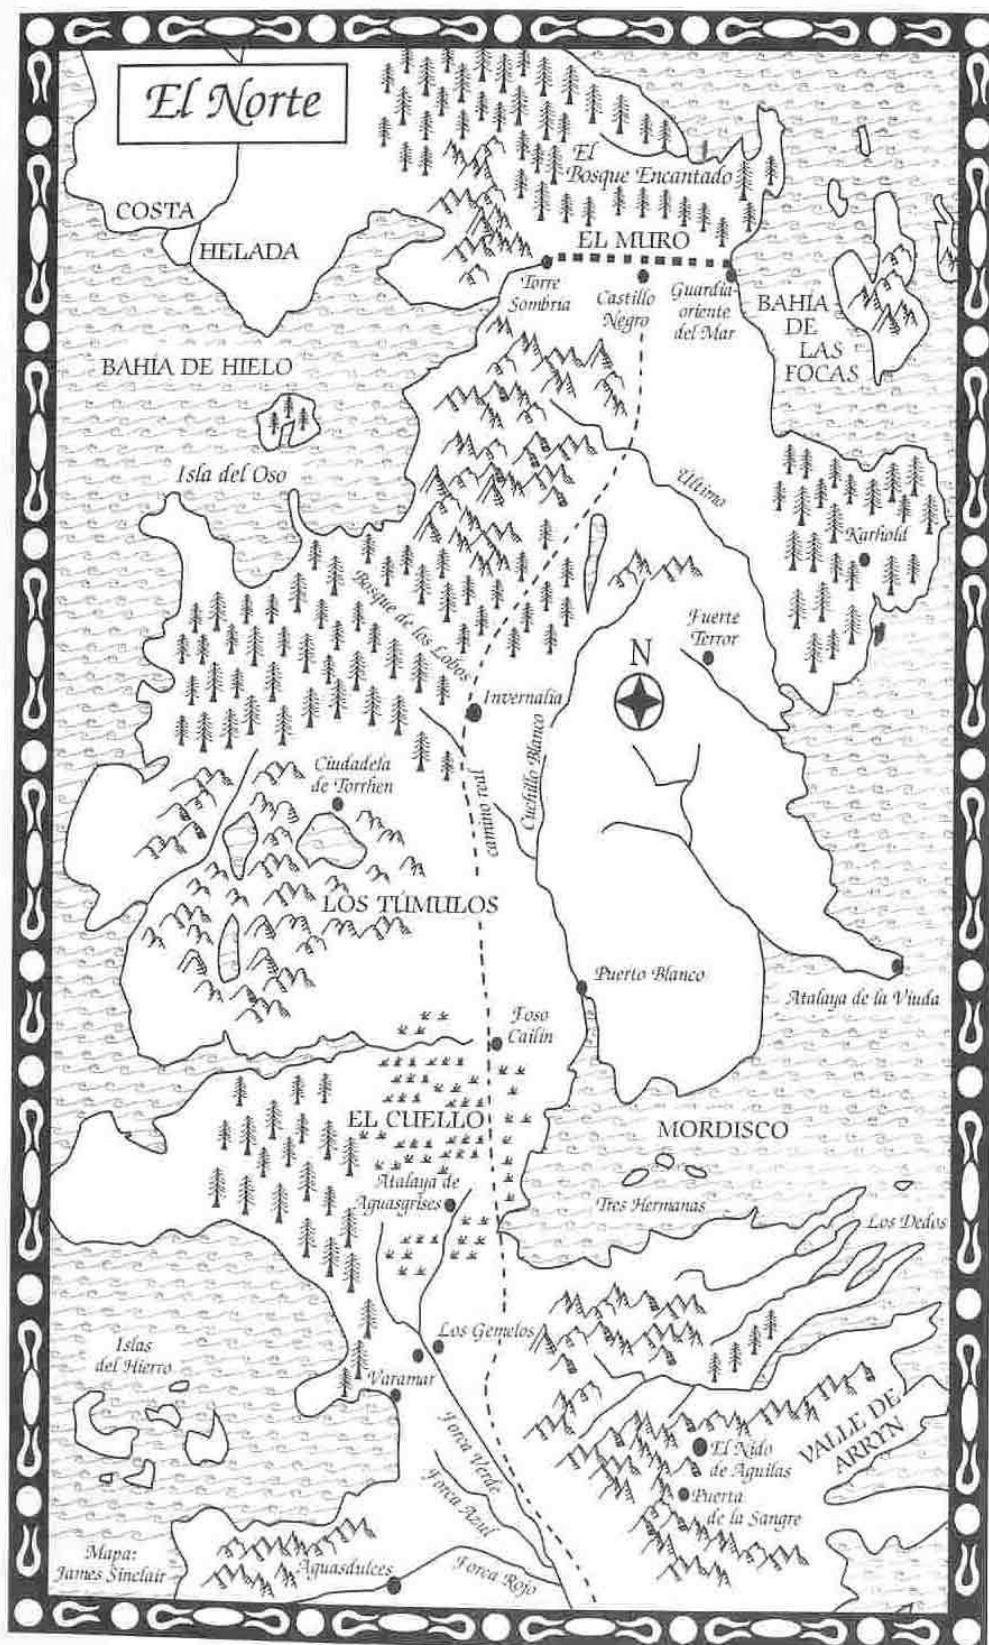 El Norte
El
Bosque Encantado
COSTA
HELADA
EL MURO
Torre
Sombría
Castillo
Negro
Guardia-
oriente
del Mar
BAHÍA
DE
LAS
FOCAS
BAHÍA DE HIELO
Isla del Oso
Último
Karhold
Bosque de los Lobos
Fuerte
Terror
N
Invernalia
Cuchillo Blanco
camino real
Ciudadela
de Torrhen
LOS TÚMULOS
Puerto Blanco
Atalaya de la Viuda
Foso
Cailin
EL CUELLO
MORDISCO
Atalaya de
Aguasgrises
Tres Hermanas
Los Dedos
Los Gemelos
Islas
del Hierro
Varamar
Forca Verde
Forca Azul
VALLE DE
ARRYN
El Nido
de Águilas
Puerta
de la Sangre
Mapa:
James Sinclair
Aguasdulces
Forca Rojo